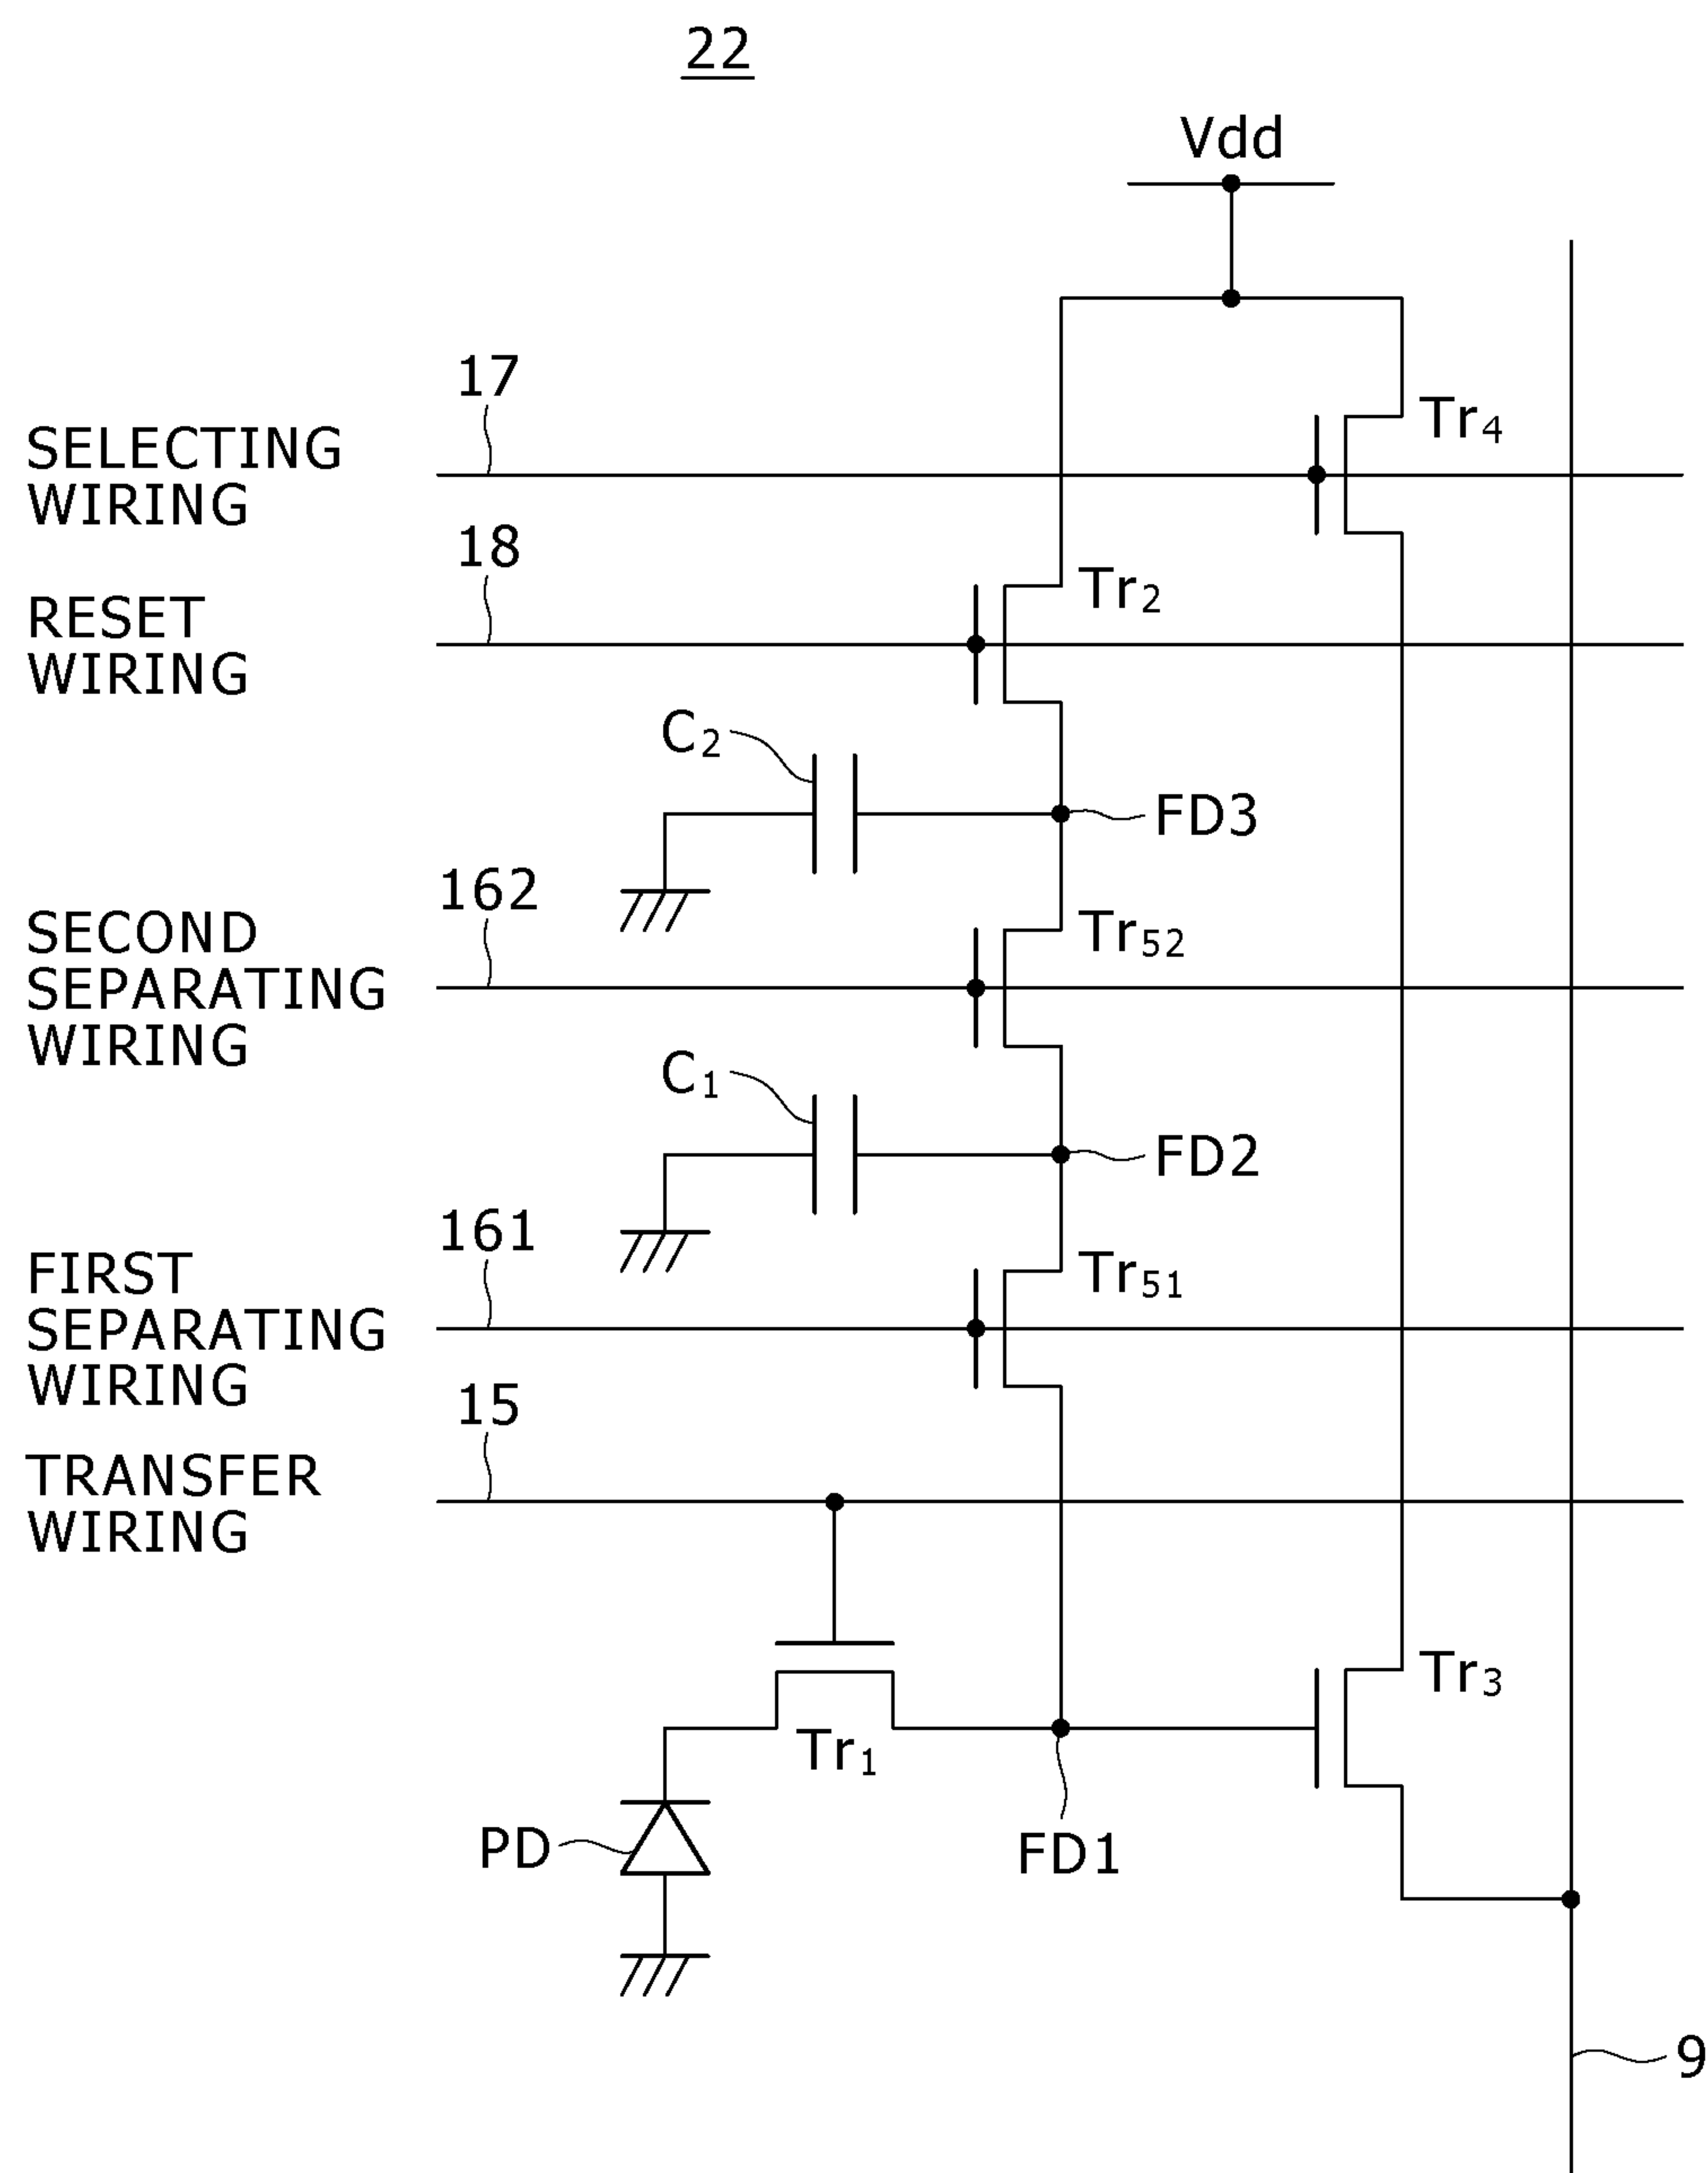 22
Vdd
17
Tr4
SELECTING
WIRING
18
Tr2
RESET
WIRING
C2
FD3
162
Tr52
SECOND
SEPARATING
WIRING
C1
FD2
161
Tr51
FIRST
SEPARATING
WIRING
15
TRANSFER
WIRING
Tr3
Tr1
PD
FD1
9